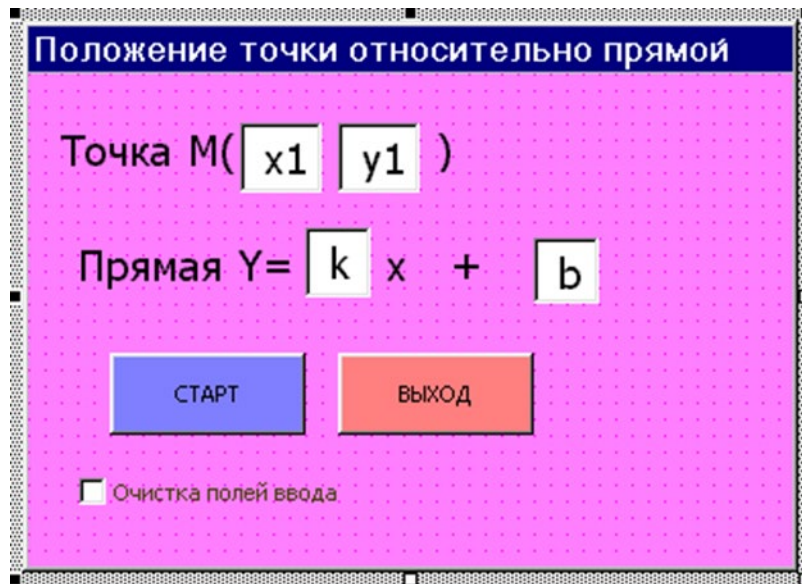 Положение точки относительно прямой
Точка М( x1 y1 )
Прямая Y= k x + b
СТАРТ ВЫХОД
Очистка полей ввода